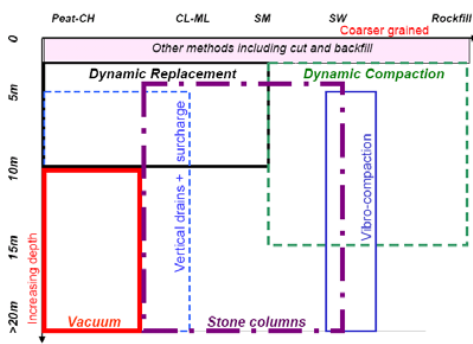 Peat-CH CL-ML SM SW Rockfill
Coarser grained
0
Other methods including cut and backfill
Dynamic Replacement Dynamic Compaction
5m
Vertical drains + surcharge
Vibro-compaction
10m
15m
Increasing depth
>20m
Vacuum
Stone columns